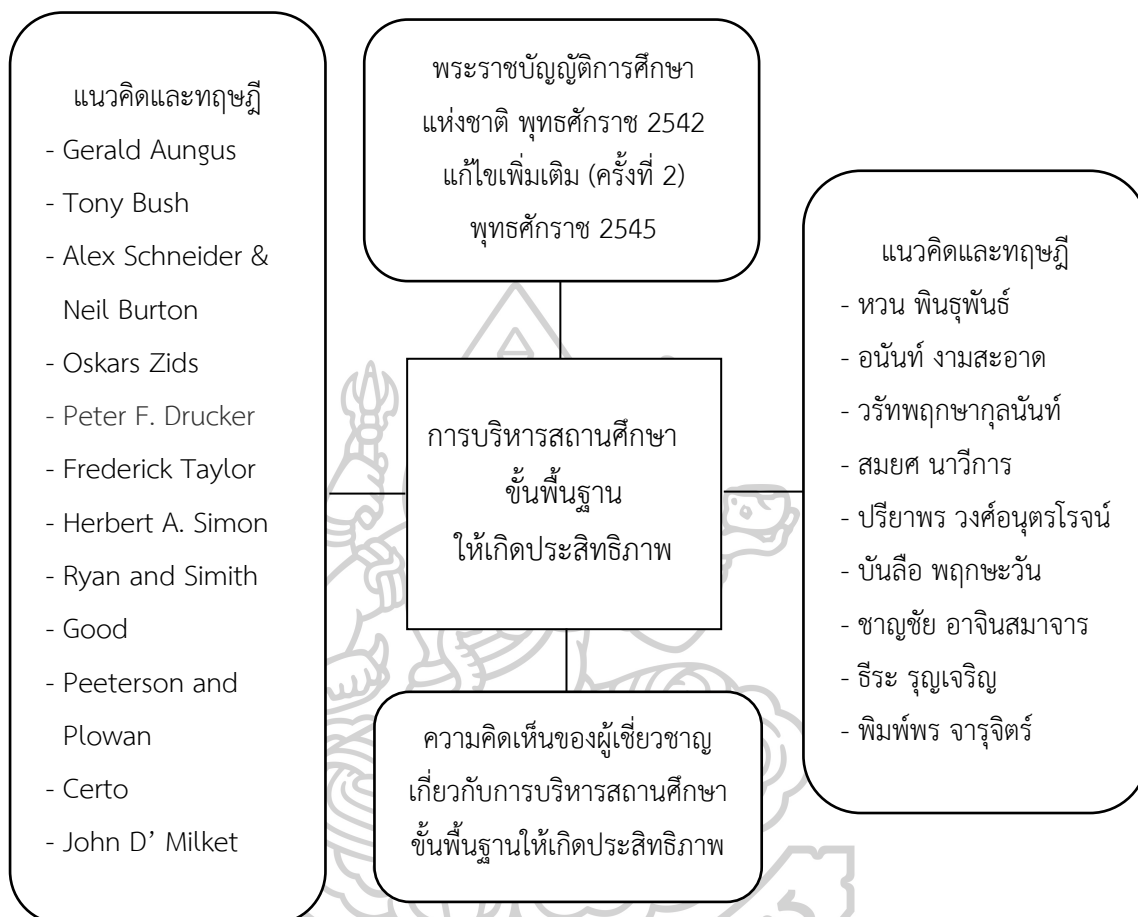 แนวคิดและทฤษฎี
- Gerald Aungus
- Tony Bush
- Alex Schneider &
Neil Burton
- Oskars Zids
- Peter F. Drucker
- Frederick Taylor
- Herbert A. Simon
- Ryan and Simith
- Good
- Peeterson and
Plowan
- Certo
- John D’ Milket
พระราชบัญญัติการศึกษา
แห่งชาติ พุทธศักราช 2542
แก้ไขเพิ่มเติม (ครั้งที่ 2)
พุทธศักราช 2545
การบริหารสถานศึกษา
ขั้นพื้นฐาน
ให้เกิดประสิทธิภาพ
ความคิดเห็นของผู้เชี่ยวชาญ
เกี่ยวกับการบริหารสถานศึกษา
ขั้นพื้นฐานให้เกิดประสิทธิภาพ
แนวคิดและทฤษฎี
- หวน พินธุพันธ์
- อนันท์ งามสะอาด
- วรัทพฤกษากุลนันท์
- สมยศ นาวีการ
- ปรียาพร วงศ์อนุตรโรจน์
- บันลือ พฤกษะวัน
- ชาญชัย อาจินสมาจาร
- ธีระ รุญเจริญ
- พิมพ์พร จารุจิตร์